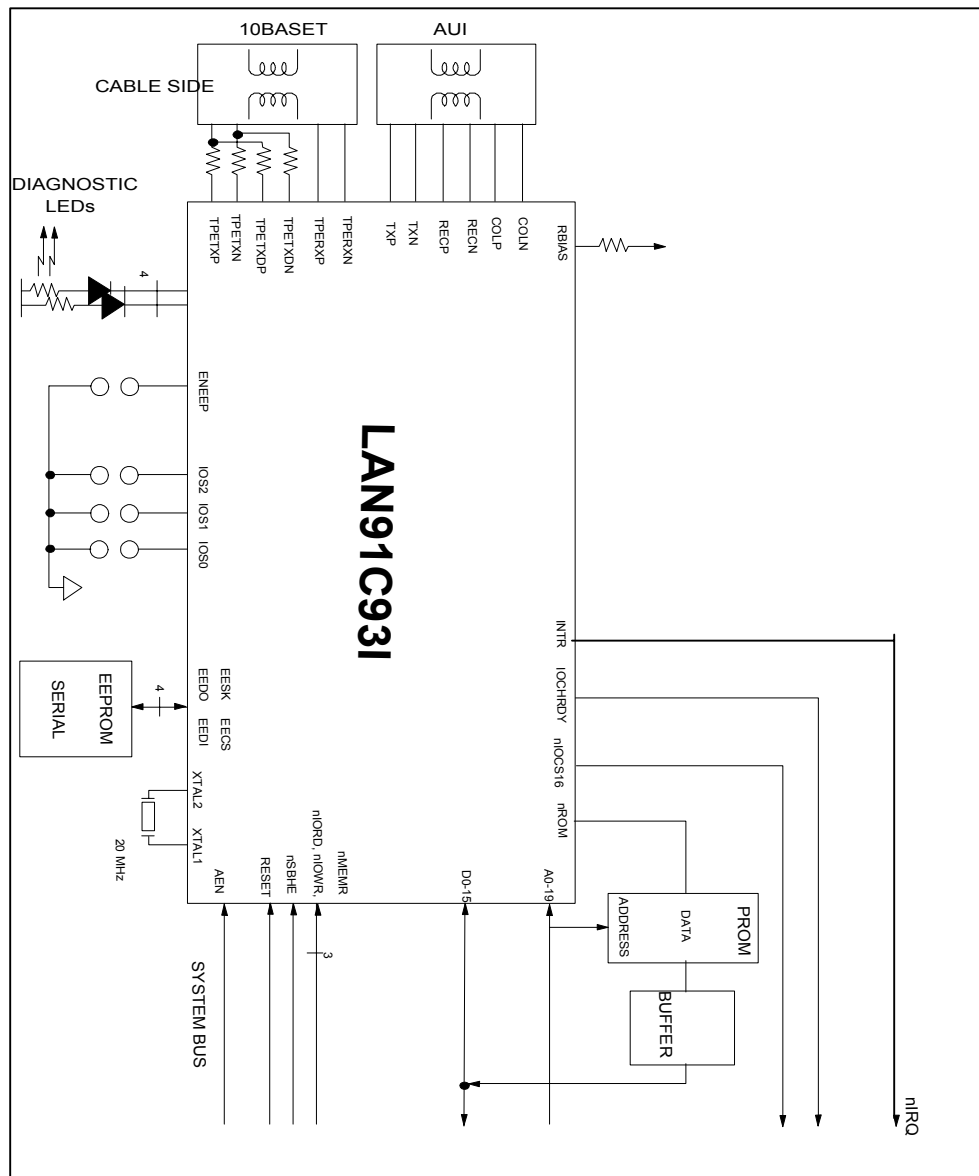 10BASET
AUI
CABLE SIDE
DIAGNOSTIC
LEDs
4
TPETXP
TPETXN
TPETXDP
TPETXDN
TPERXP
TPERXN
TXP
TXN
RECP
RECN
COLP
COLN
RBIAS
ENEEP
IOS2
IOS1
IOS0
LAN91C93I
INTR
IOCHRDY
nIOCS16
nROM
SERIAL
EEPROM
4
EEDO
EESK
EEDI
EECS
XTAL2
XTAL1
20 MHz
AEN
RESET
nSBHE
nIORD, nIOWR,
nMEMR
D0-15
A0-19
3
ADDRESS
DATA
PROM
BUFFER
SYSTEM BUS
nIRQ